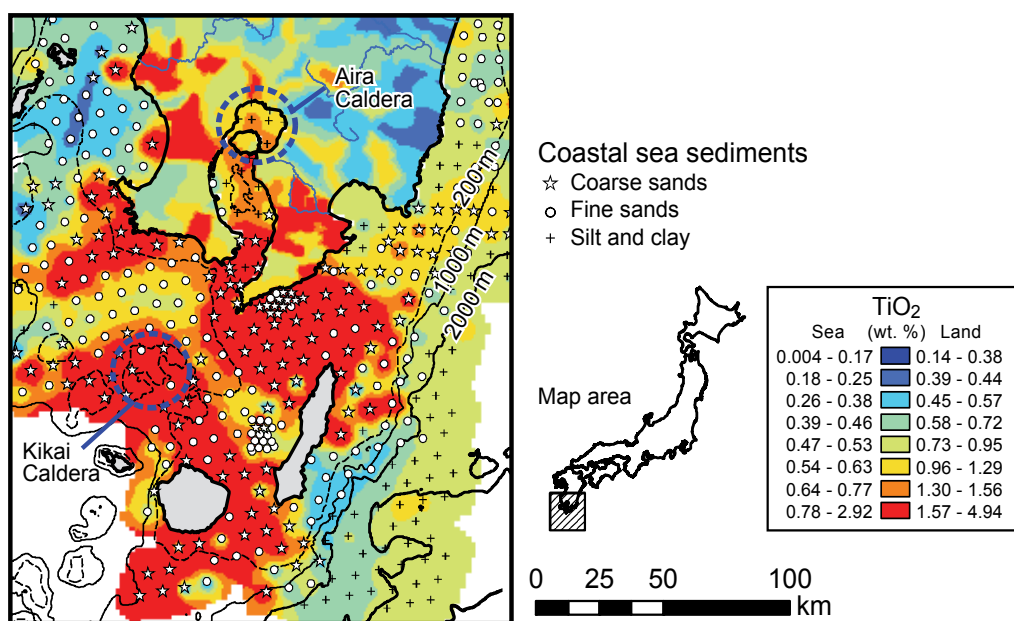 Aira
Caldera
200 m
1000 m
2000 m
Kikai
Caldera
Coastal sea sediments
☆ Coarse sands
○ Fine sands
+ Silt and clay
Map area
TiO2
Sea (wt. %) Land
0.004 - 0.17 0.14 - 0.38
0.18 - 0.25 0.39 - 0.44
0.26 - 0.38 0.45 - 0.57
0.39 - 0.46 0.58 - 0.72
0.47 - 0.53 0.73 - 0.95
0.54 - 0.63 0.96 - 1.29
0.64 - 0.77 1.30 - 1.56
0.78 - 2.92 1.57 - 4.94
0 25 50 100
km